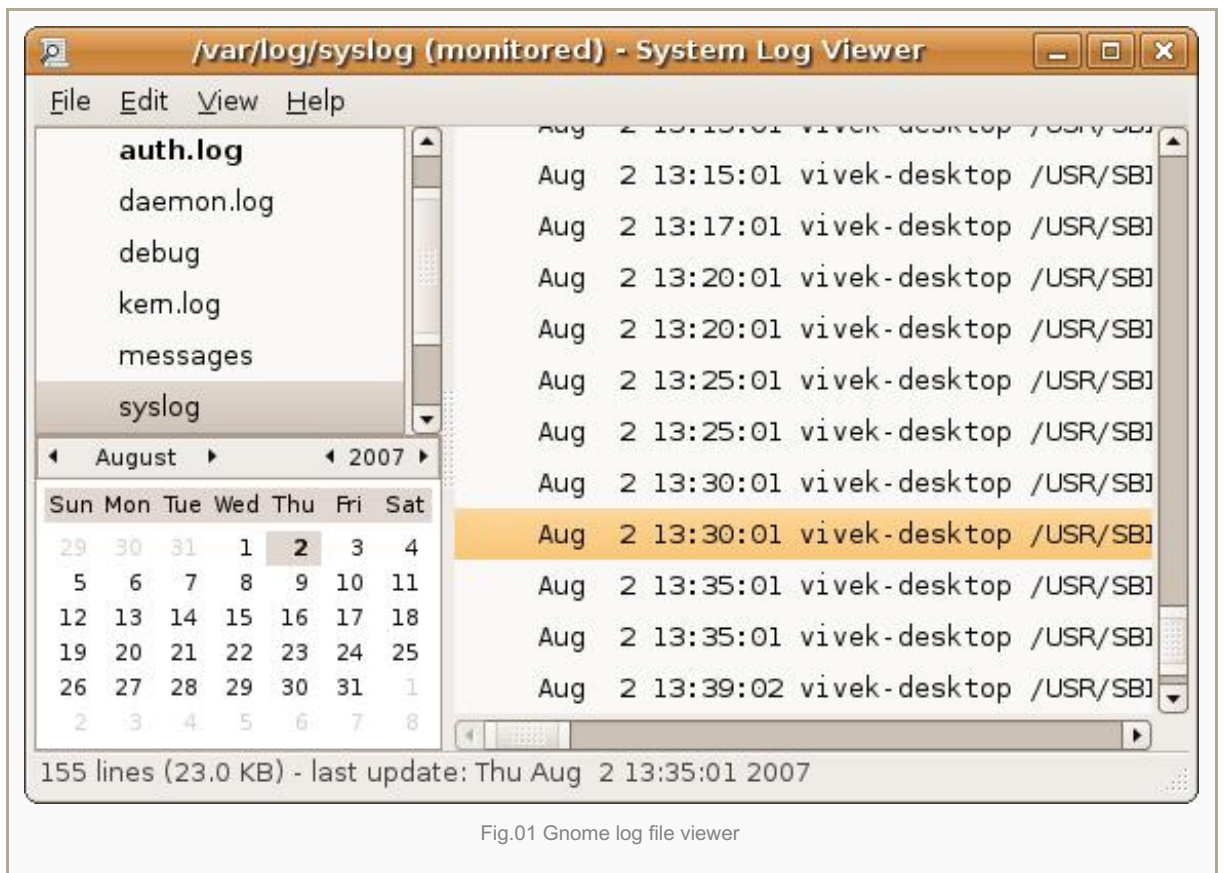 /var/log/syslog (monitored) - System Log Viewer
File Edit View Help
auth.log
daemon.log
debug
kern.log
messages
syslog
August 2007
Sun Mon Tue Wed Thu Fri Sat
29 30 31 1 2 3 4
5 6 7 8 9 10 11
12 13 14 15 16 17 18
19 20 21 22 23 24 25
26 27 28 29 30 31 1
2 3 4 5 6 7 8
Aug 2 13:15:01 vivek-desktop /USR/SBI
Aug 2 13:15:01 vivek-desktop /USR/SBI
Aug 2 13:17:01 vivek-desktop /USR/SBI
Aug 2 13:20:01 vivek-desktop /USR/SBI
Aug 2 13:20:01 vivek-desktop /USR/SBI
Aug 2 13:25:01 vivek-desktop /USR/SBI
Aug 2 13:25:01 vivek-desktop /USR/SBI
Aug 2 13:30:01 vivek-desktop /USR/SBI
Aug 2 13:30:01 vivek-desktop /USR/SBI
Aug 2 13:35:01 vivek-desktop /USR/SBI
Aug 2 13:35:01 vivek-desktop /USR/SBI
Aug 2 13:39:02 vivek-desktop /USR/SBI
155 lines (23.0 KB) - last update: Thu Aug 2 13:35:01 2007
Fig.01 Gnome log file viewer